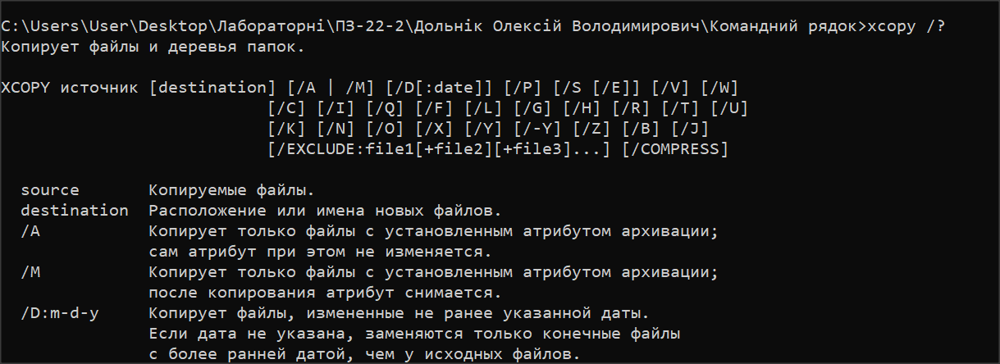 C:\Users\User\Desktop\Лабораторні\ПЗ-22-2\Дольнік Олексій Володимирович\Командний рядок>xcopy /?
Копирует файлы и деревья папок.

XCOPY источник [destination] [/A | /M] [/D[:date]] [/P] [/S [/E]] [/V] [/W]
                           [/C] [/I] [/Q] [/F] [/L] [/G] [/H] [/R] [/T] [/U]
                           [/K] [/N] [/O] [/X] [/Y] [/-Y] [/Z] [/B] [/J]
                           [/EXCLUDE:file1[+file2][+file3]...] [/COMPRESS]

  source       Копируемые файлы.
  destination  Расположение или имена новых файлов.
  /A           Копирует только файлы с установленным атрибутом архивации;
               сам атрибут при этом не изменяется.
  /M           Копирует только файлы с установленным атрибутом архивации;
               после копирования атрибут снимается.
  /D:m-d-y     Копирует файлы, измененные не ранее указанной даты.
               Если дата не указана, заменяются только конечные файлы
               с более ранней датой, чем у исходных файлов.